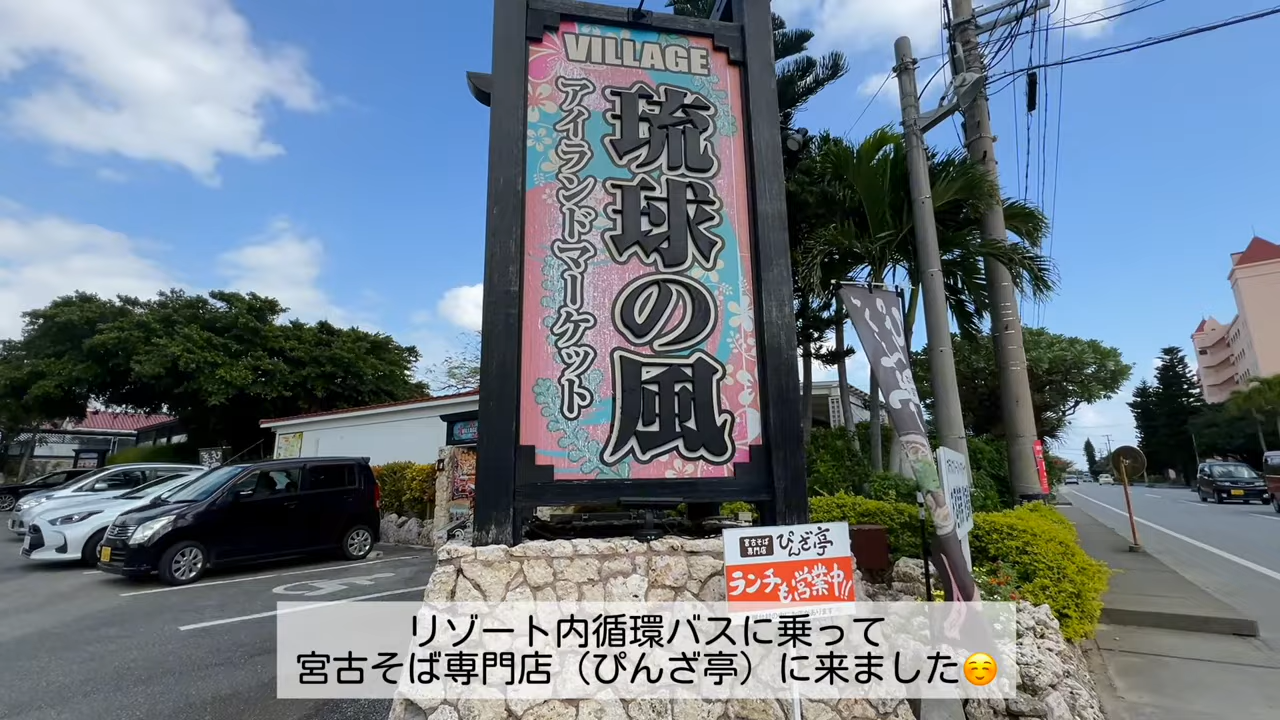 VILLAGE
琉球の風
アイランドマーケット
宮古そば
専門店
ぴんざ亭
ランチも営業中!!
リゾート内循環バスに乗って
宮古そば専門店（ぴんざ亭）に来ました☺️